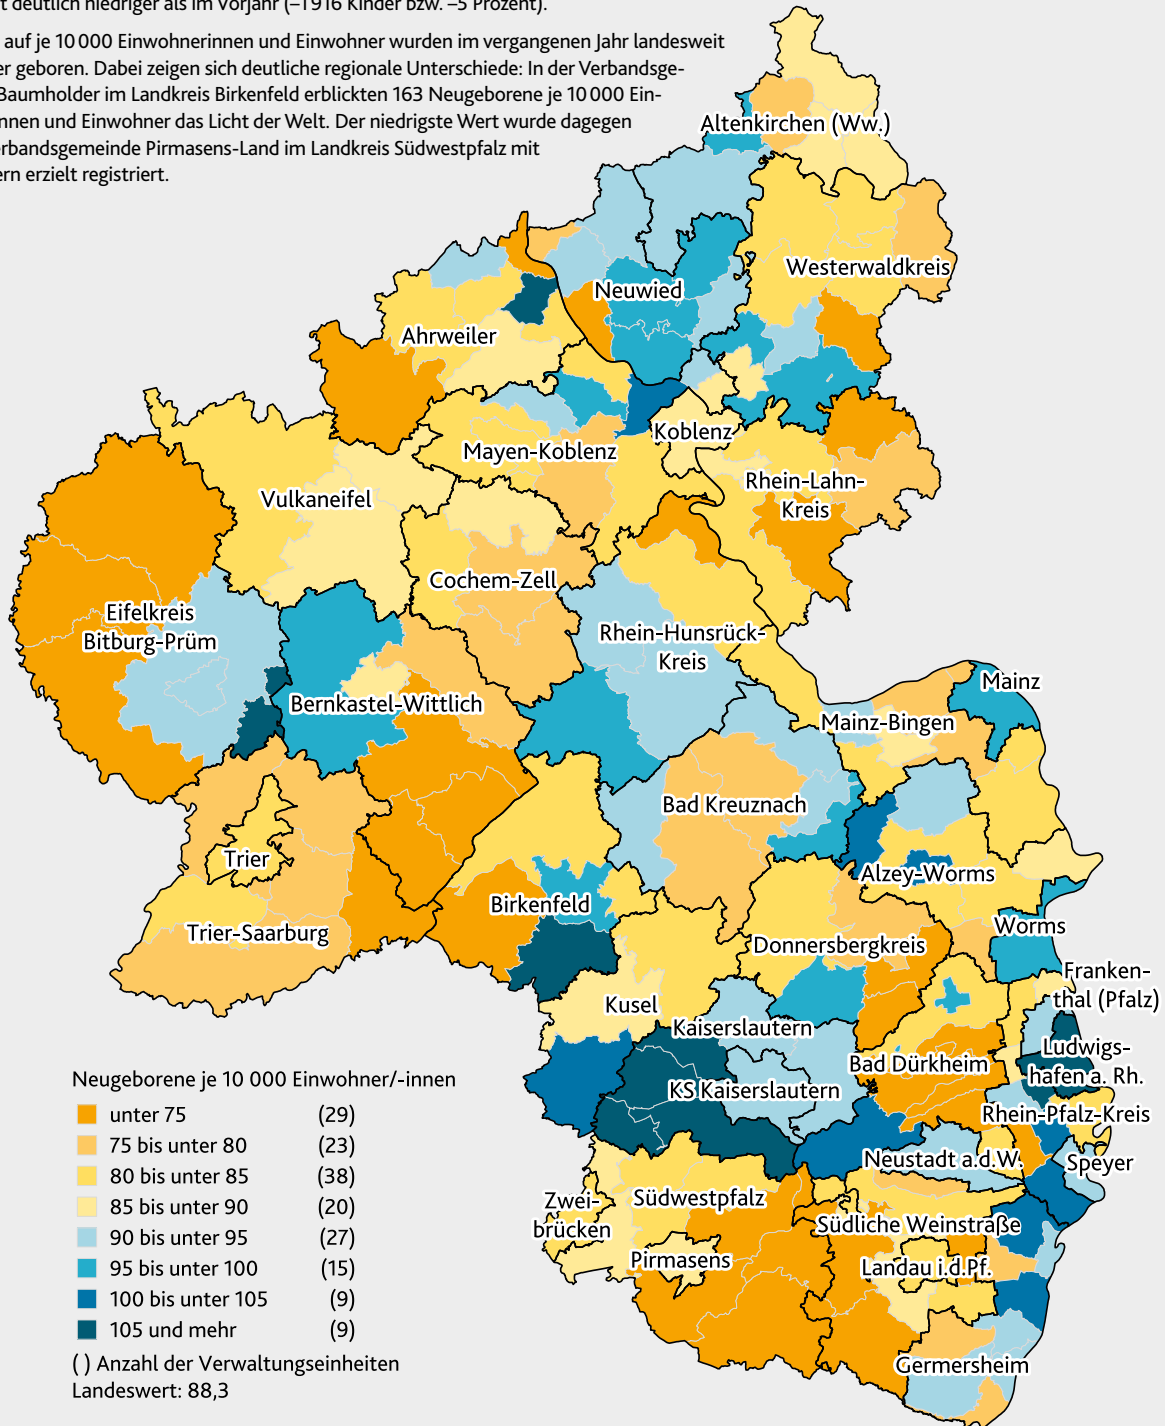 t deutlich niedriger als im Vorjahr (–1 916 Kinder bzw. –5 Prozent).
auf je 10 000 Einwohnerinnen und Einwohner wurden im vergangenen Jahr landesweit
er geboren. Dabei zeigen sich deutliche regionale Unterschiede: In der Verbandsge-
Baumholder im Landkreis Birkenfeld erblickten 163 Neugeborene je 10 000 Ein-
nnen und Einwohner das Licht der Welt. Der niedrigste Wert wurde dagegen
erbandsgemeinde Pirmasens-Land im Landkreis Südwestpfalz mit
ern erzielt registriert.
Altenkirchen (Ww.)
Westerwaldkreis
Neuwied
Ahrweiler
Koblenz
Mayen-Koblenz
Rhein-Lahn-
Kreis
Vulkaneifel
Cochem-Zell
Eifelkreis
Bitburg-Prüm
Rhein-Hunsrück-
Kreis
Mainz
Bernkastel-Wittlich
Mainz-Bingen
Bad Kreuznach
Trier
Alzey-Worms
Birkenfeld
Trier-Saarburg
Worms
Donnersbergkreis
Franken-
thal (Pfalz)
Kusel
Kaiserslautern
Ludwigs-
hafen a. Rh.
Bad Dürkheim
KS Kaiserslautern
Rhein-Pfalz-Kreis
Neustadt a.d.W.
Speyer
Zwei-
brücken
Südwestpfalz
Südliche Weinstraße
Pirmasens
Landau i.d.Pf.
Germersheim
Neugeborene je 10 000 Einwohner/-innen
unter 75 (29)
75 bis unter 80 (23)
80 bis unter 85 (38)
85 bis unter 90 (20)
90 bis unter 95 (27)
95 bis unter 100 (15)
100 bis unter 105 (9)
105 und mehr (9)
( ) Anzahl der Verwaltungseinheiten
Landeswert: 88,3